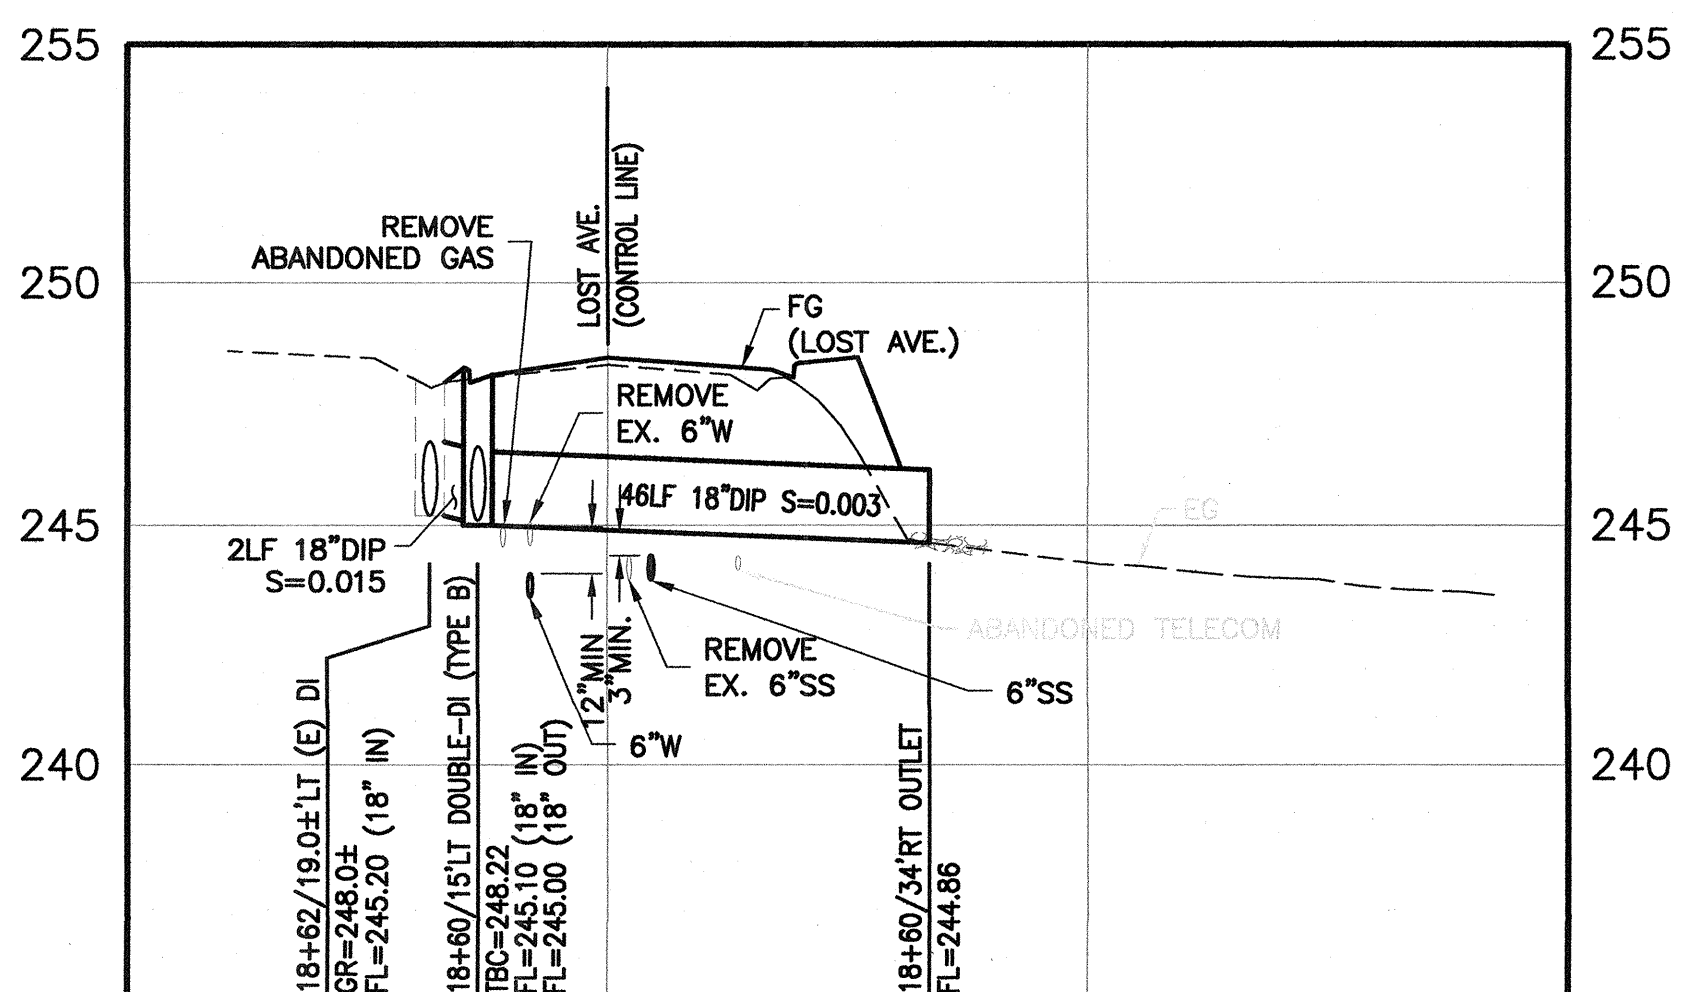 255
255
REMOVE
ABANDONED GAS
LOST AVE.
(CONTROL LINE)
250
250
FG
(LOST AVE.)
REMOVE
EX. 6"W
46LF 18"DIP S=0.003
EG
245
245
2LF 18"DIP
S=0.015
ABANDONED TELECOM
12"MIN
3"MIN.
REMOVE
EX. 6"SS
6"SS
6"W
240
240
18+62/19.0±'LT (E) DI
GR=248.0±
FL=245.20 (18" IN)
18+60/15'LT DOUBLE-DI (TYPE B)
TBC=248.22
FL=245.10 (18" IN)
FL=245.00 (18" OUT)
18+60/34'RT OUTLET
FL=244.86